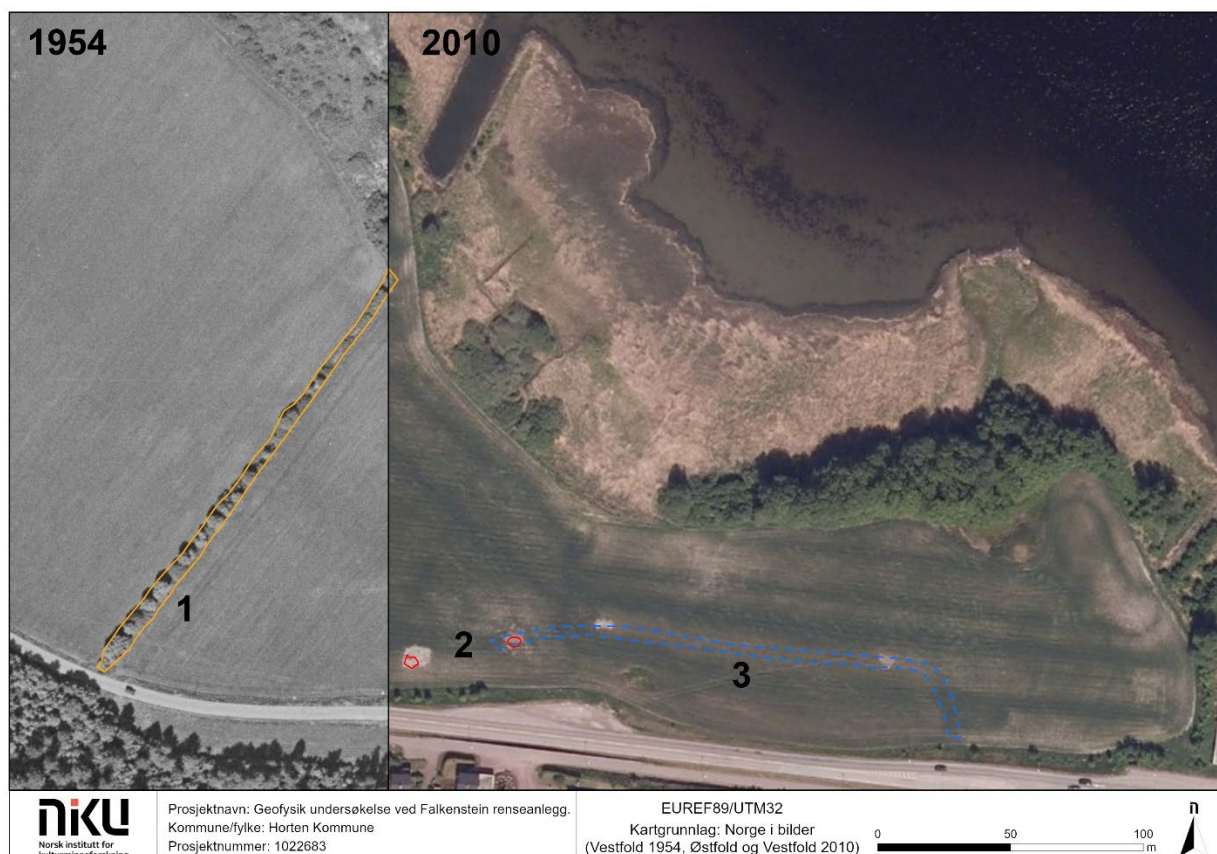 1954
2010
1
2
3
NIKU
Norsk institutt for
kulturminneforskning
Prosjektnavn: Geofysik undersøkelse ved Falkenstein renseanlegg.
Kommune/fylke: Horten Kommune
Prosjektnummer: 1022683
EUREF89/UTM32
Kartgrunnlag: Norge i bilder
(Vestfold 1954, Østfold og Vestfold 2010)
0 50 100
m
n